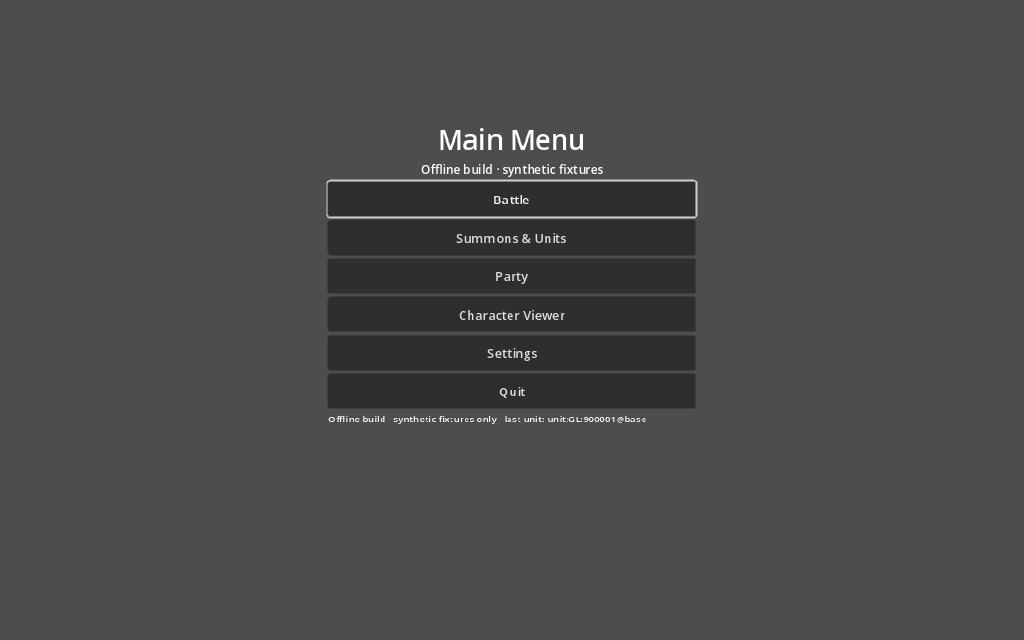 Main Menu
Offline build · synthetic fixtures
Battle
Summons & Units
Party
Character Viewer
Settings
Quit
Offline build · synthetic fixtures only · last unit: unit:GL:900001@base